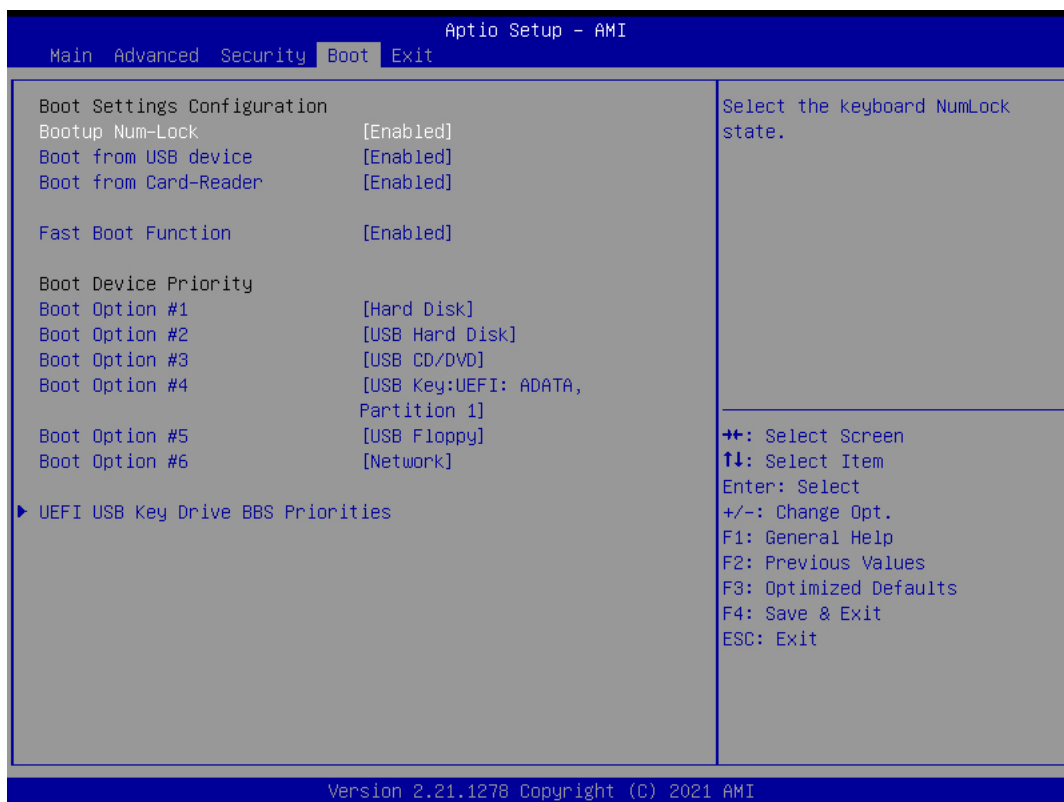 Aptio Setup – AMI
Main Advanced Security Boot Exit
Boot Settings Configuration
Bootup Num-Lock [Enabled]
Boot from USB device [Enabled]
Boot from Card-Reader [Enabled]
Fast Boot Function [Enabled]
Boot Device Priority
Boot Option #1 [Hard Disk]
Boot Option #2 [USB Hard Disk]
Boot Option #3 [USB CD/DVD]
Boot Option #4 [USB Key:UEFI: ADATA,
Partition 1]
Boot Option #5 [USB Floppy]
Boot Option #6 [Network]
▶ UEFI USB Key Drive BBS Priorities
Select the keyboard NumLock
state.
→←: Select Screen
↑↓: Select Item
Enter: Select
+/-: Change Opt.
F1: General Help
F2: Previous Values
F3: Optimized Defaults
F4: Save & Exit
ESC: Exit
Version 2.21.1278 Copyright (C) 2021 AMI